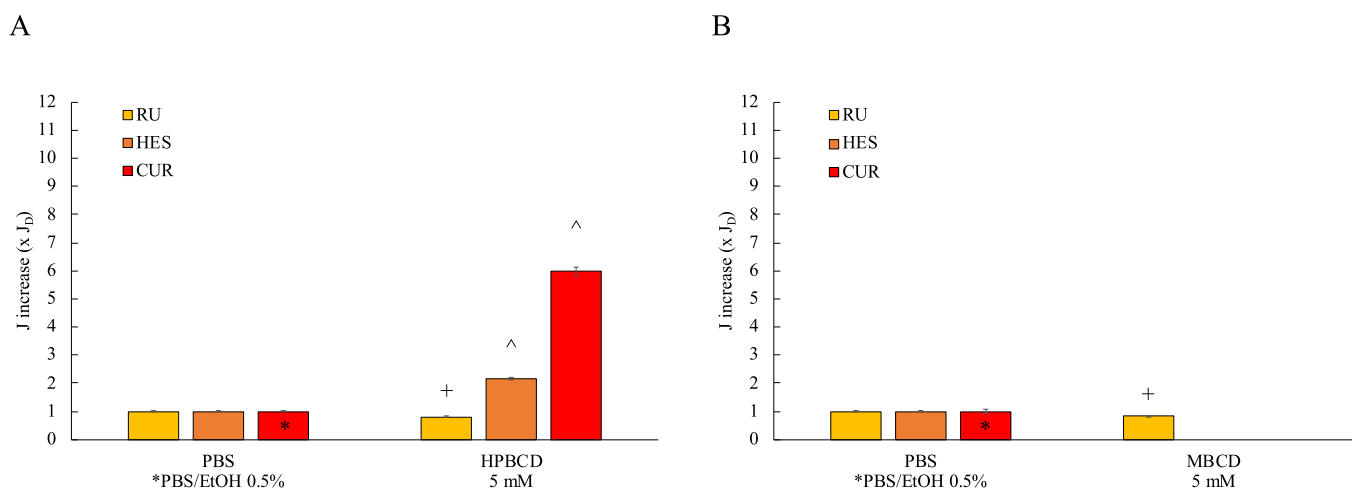 A
12
11
10
9
8
7
6
5
4
3
2
1
0
J increase (x J_D)
RU
HES
CUR
^
^
+
*
PBS
*PBS/EtOH 0.5%
HPBCD
5 mM
B
12
11
10
9
8
7
6
5
4
3
2
1
0
J increase (x J_D)
RU
HES
CUR
+
*
PBS
*PBS/EtOH 0.5%
MBCD
5 mM